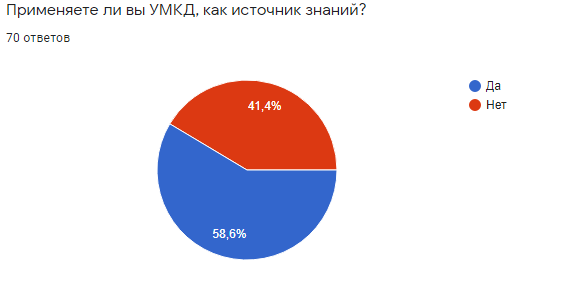 Применяете ли вы УМКД, как источник знаний?
70 ответов
Да
Нет
41,4%
58,6%